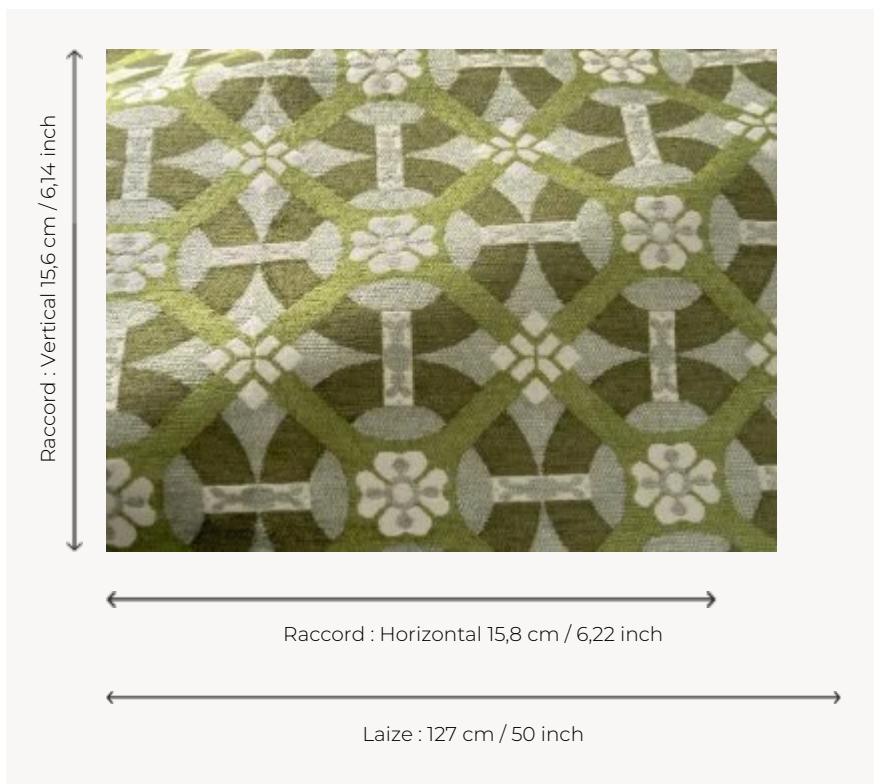 Raccord : Vertical 15,6 cm / 6,14 inch
Raccord : Horizontal 15,8 cm / 6,22 inch
Laize : 127 cm / 50 inch